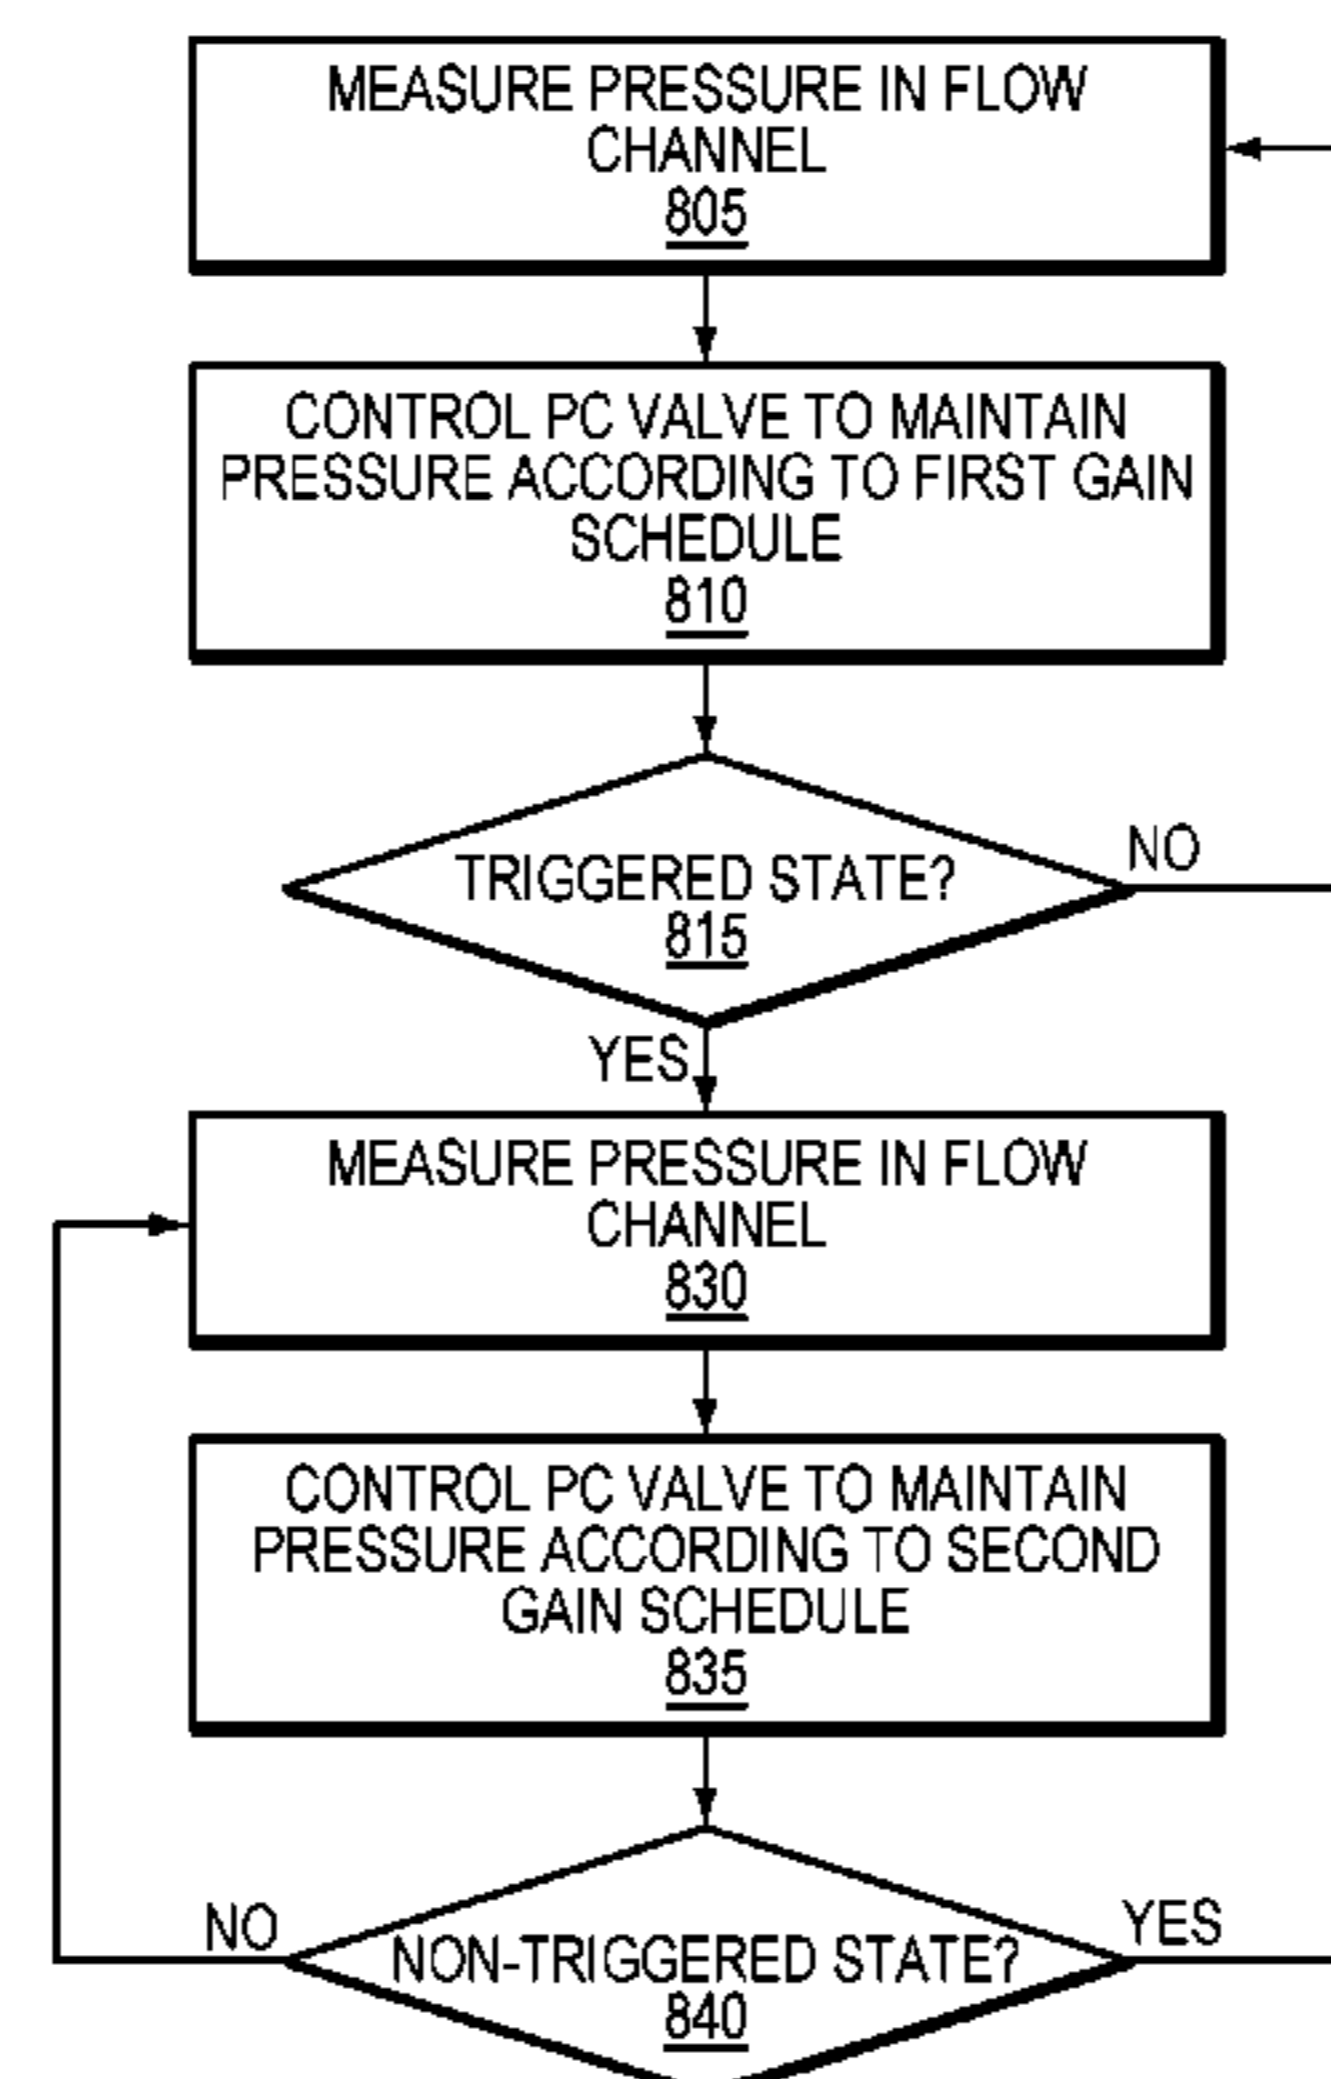 MEASURE PRESSURE IN FLOW
CHANNEL
805
CONTROL PC VALVE TO MAINTAIN
PRESSURE ACCORDING TO FIRST GAIN
SCHEDULE
810
TRIGGERED STATE?
815
NO
YES
MEASURE PRESSURE IN FLOW
CHANNEL
830
CONTROL PC VALVE TO MAINTAIN
PRESSURE ACCORDING TO SECOND
GAIN SCHEDULE
835
NO
NON-TRIGGERED STATE?
840
YES